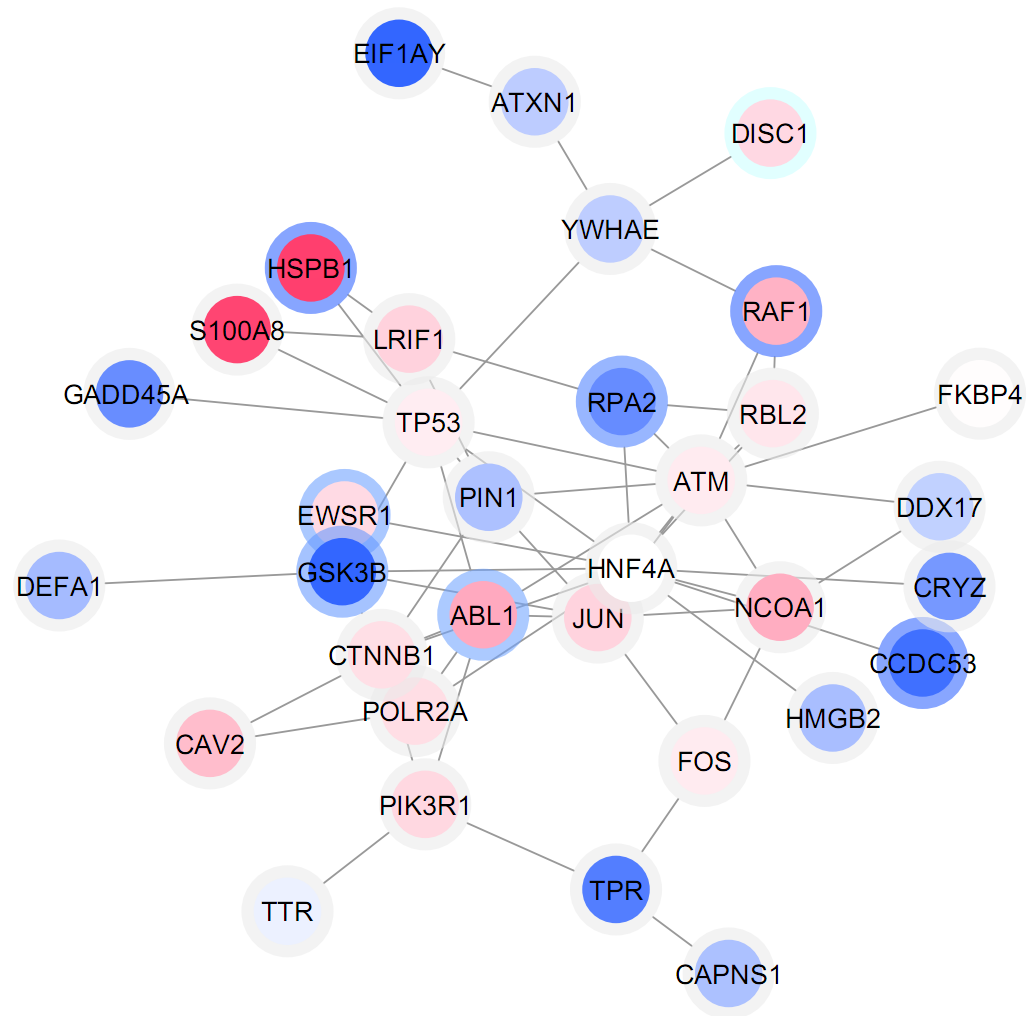 EIF1AY
ATXN1
DISC1
YWHAE
HSPB1
RAF1
S100A8
LRIF1
GADD45A
FKBP4
RPA2
RBL2
TP53
ATM
PIN1
DDX17
EWSR1
HNF4A
GSK3B
DEFA1
CRYZ
NCOA1
ABL1
JUN
CTNNB1
CCDC53
POLR2A
HMGB2
CAV2
FOS
PIK3R1
TPR
TTR
CAPNS1